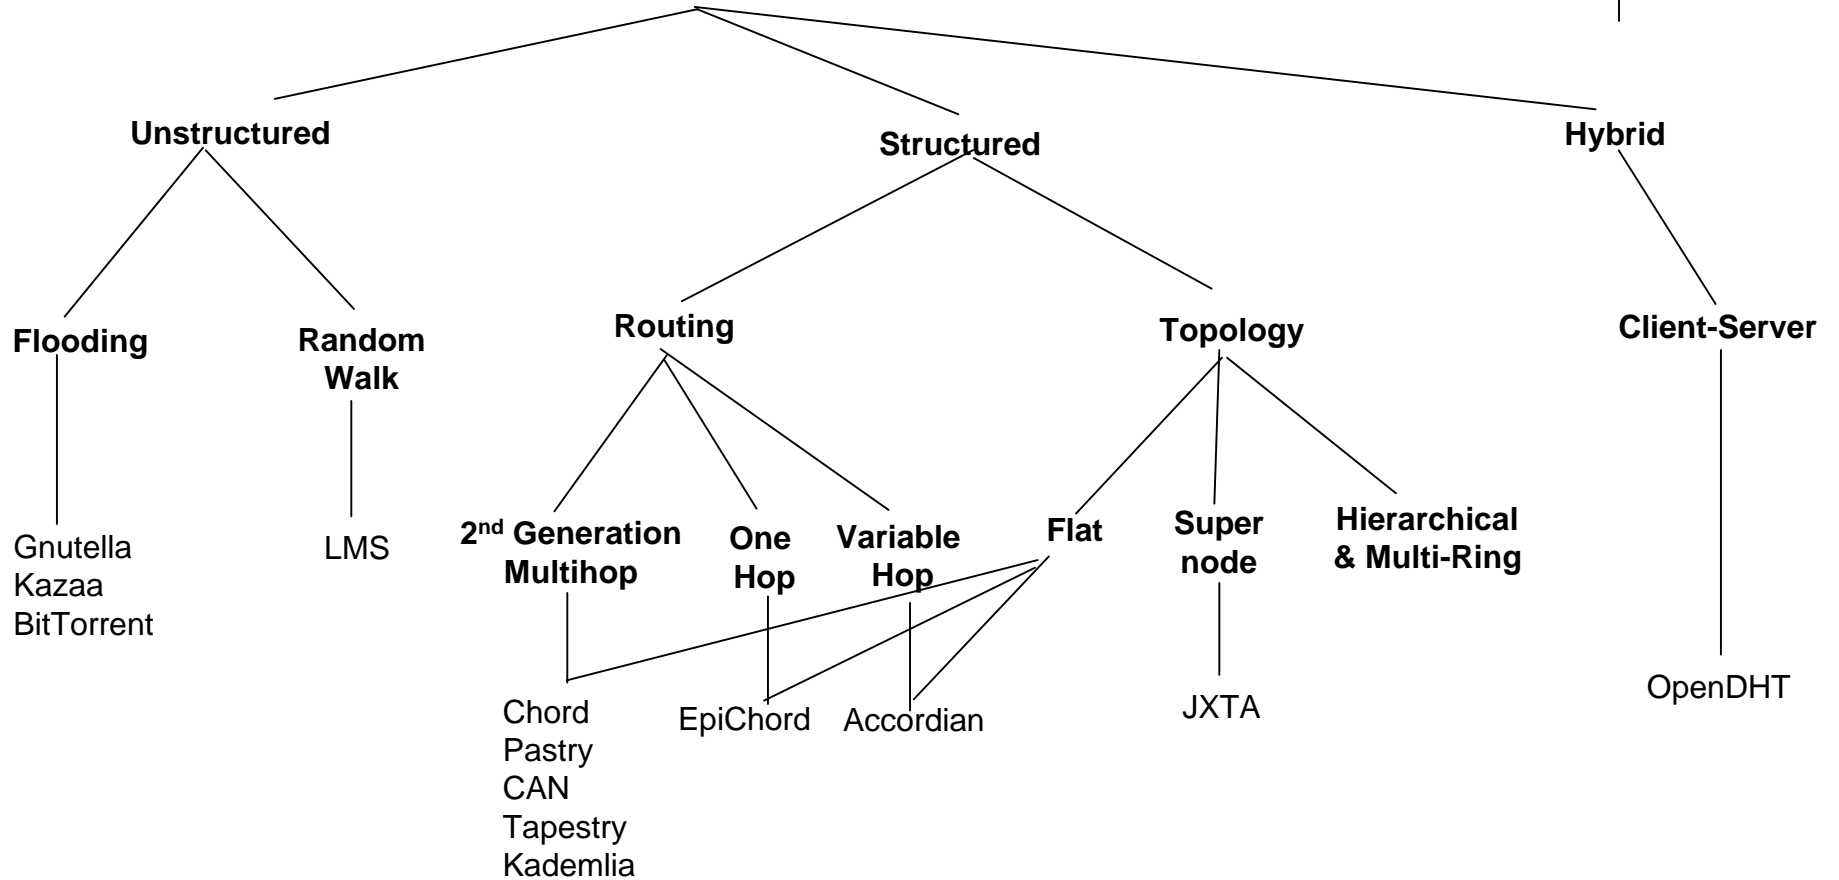 Unstructured
Structured
Hybrid
Flooding
Random
Walk
Routing
Topology
Client-Server
2nd Generation
Multihop
One
Hop
Variable
Hop
Flat
Super
node
Hierarchical
& Multi-Ring
Gnutella
Kazaa
BitTorrent
LMS
Chord
Pastry
CAN
Tapestry
Kademlia
EpiChord
Accordian
JXTA
OpenDHT